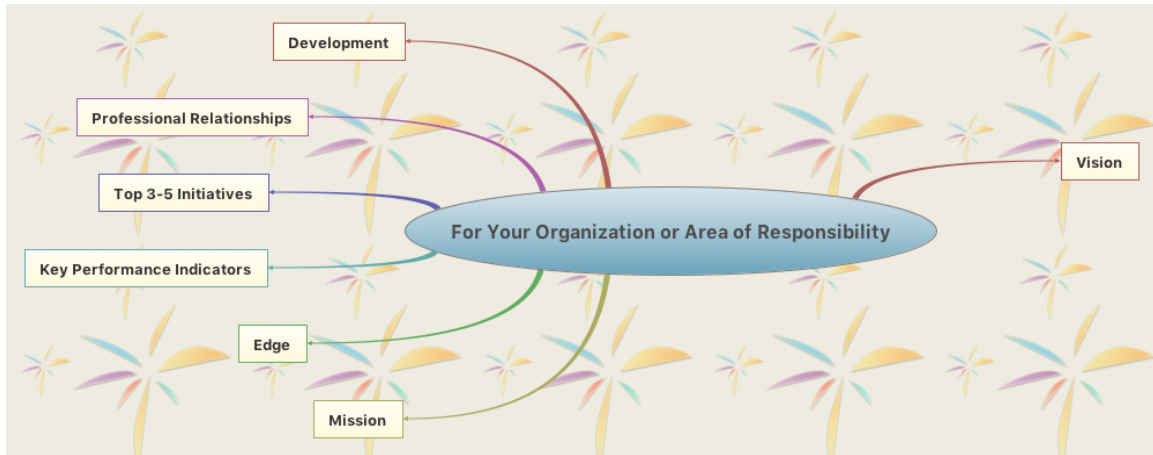 Development
Professional Relationships
Top 3-5 Initiatives
Key Performance Indicators
Edge
Mission
For Your Organization or Area of Responsibility
Vision